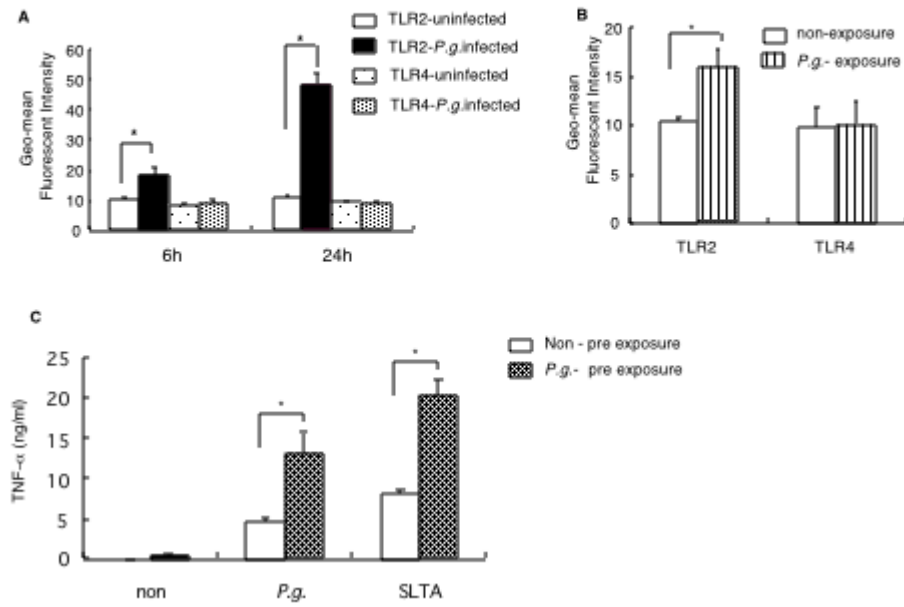 A
TLR2-uninfected
TLR2-P.g.infected
TLR4-uninfected
TLR4-P.g.infected
Geo-mean
Fluorescent Intensity
60
50
40
30
20
10
0
*
*
6h
24h
B
non-exposure
P.g.- exposure
Geo-mean
Fluorescent Intensity
20
15
10
5
0
*
TLR2
TLR4
C
Non - pre exposure
P.g.- pre exposure
TNF-α (ng/ml)
25
20
15
10
5
0
*
*
non
P.g.
SLTA